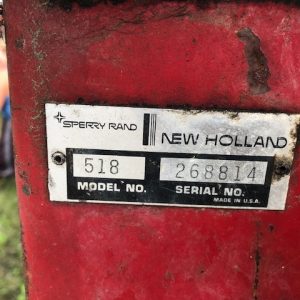 SPERRY RAND NEW HOLLAND
518 268814
MODEL NO. SERIAL NO.
MADE IN U.S.A.